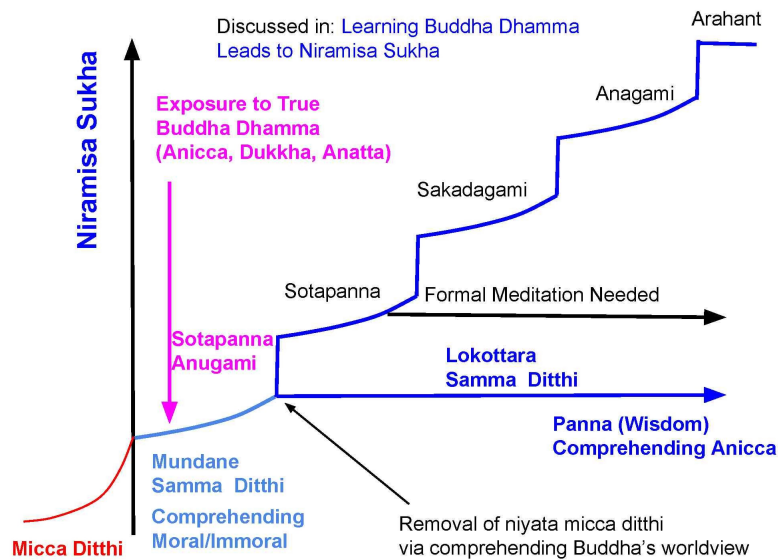 Discussed in: Learning Buddha Dhamma
Leads to Niramisa Sukha
Arahant
Niramisa Sukha
Exposure to True
Buddha Dhamma
(Anicca, Dukkha, Anatta)
Anagami
Sakadagami
Sotapanna
Formal Meditation Needed
Sotapanna
Anugami
Lokottara
Samma Ditthi
Panna (Wisdom)
Comprehending Anicca
Mundane
Samma Ditthi
Comprehending
Moral/Immoral
Micca Ditthi
Removal of niyata micca ditthi
via comprehending Buddha's worldview